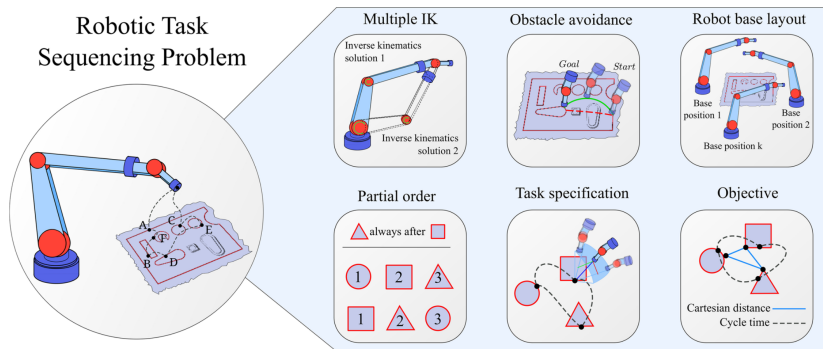 Robotic Task
Sequencing Problem
A
F
C
E
B
D
Multiple IK
Inverse kinematics
solution 1
Inverse kinematics
solution 2
Obstacle avoidance
Goal
Start
Robot base layout
Base
position 1
Base
position 2
Base position k
Partial order
always after
1
2
3
1
2
3
Task specification
Objective
Cartesian distance
Cycle time